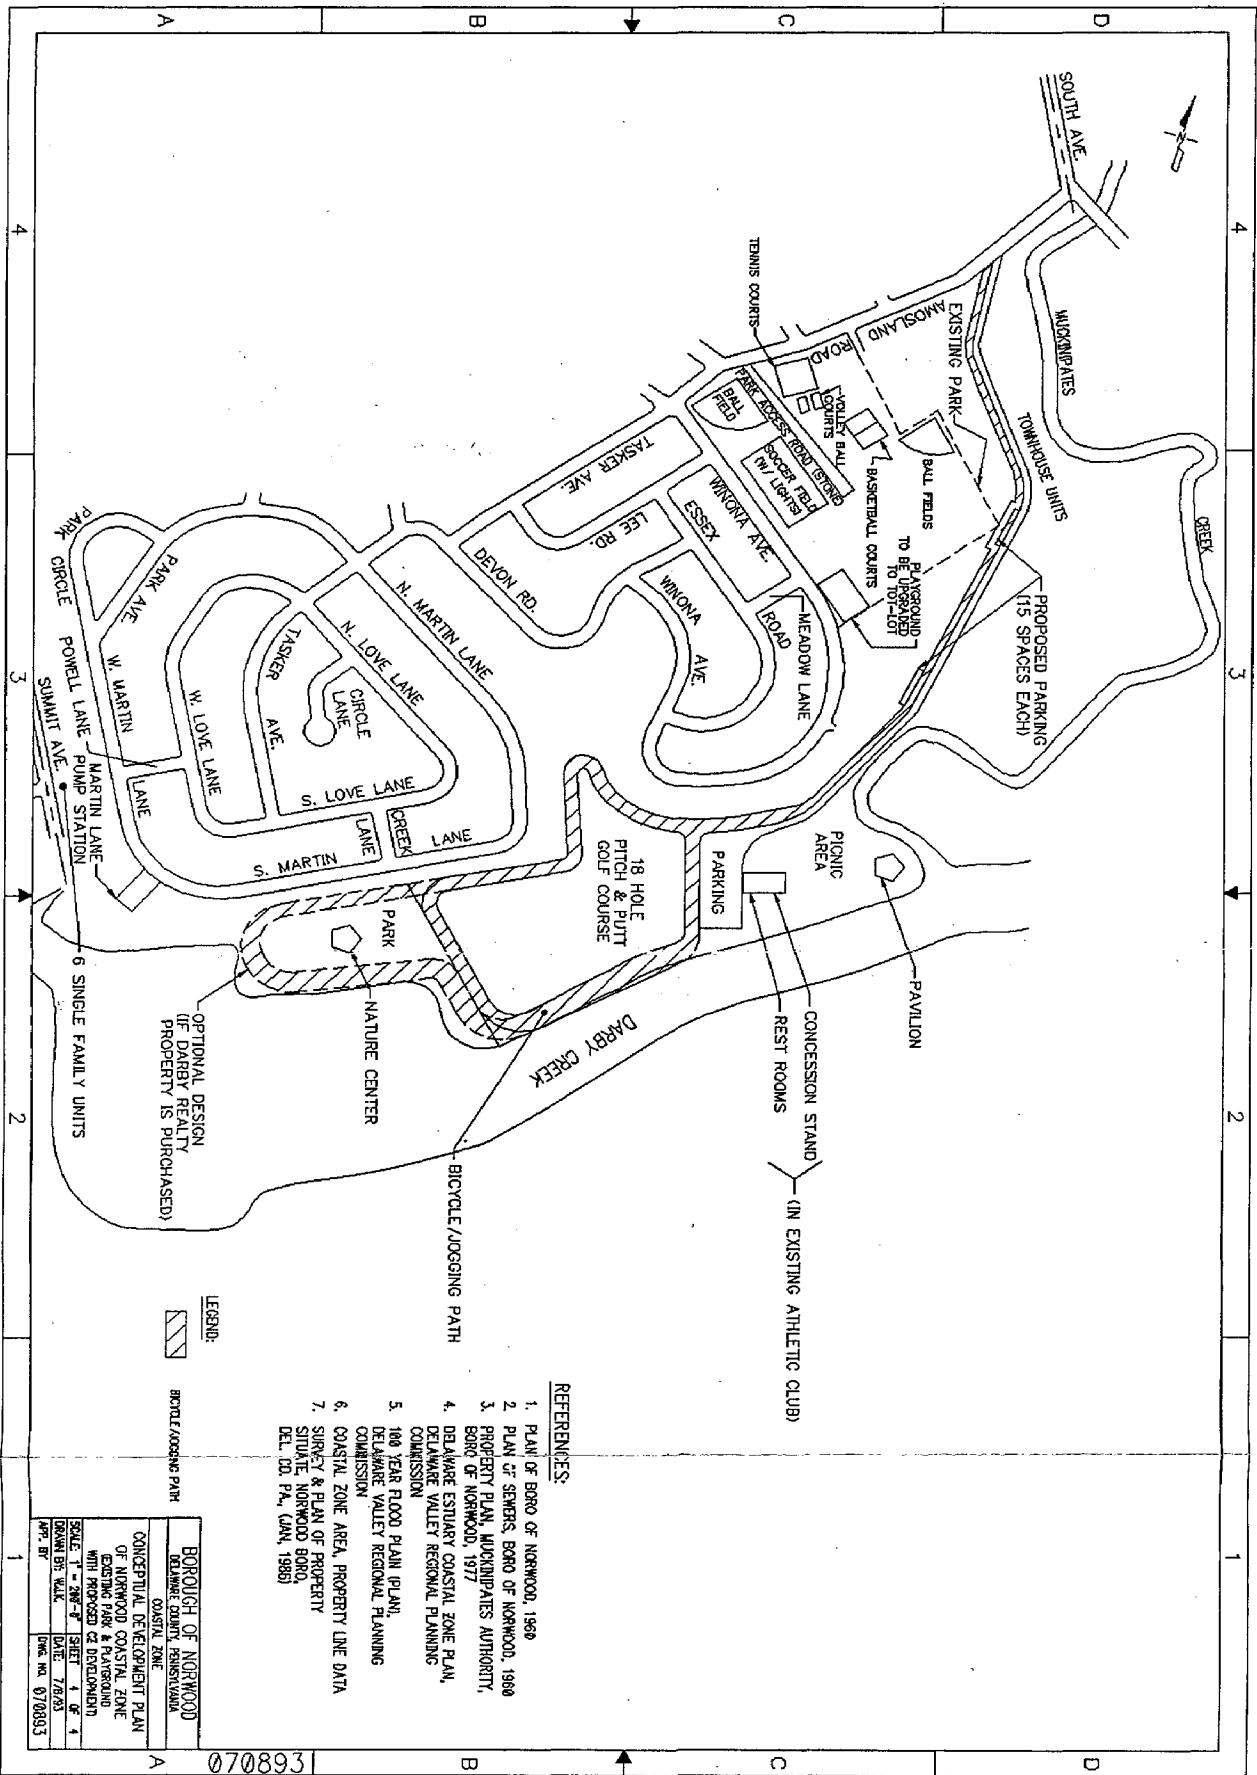 A
B
C
D
4
3
2
1
4
3
2
1
A
B
C
D
SOUTH AVE.
MUCKINIPATES
CREEK
TOWNHOUSE UNITS
PROPOSED PARKING
(15 SPACES EACH)
EXISTING PARK
AMOSLAND
ROAD
TENNIS COURTS
VOLLEY BALL
COURTS
PARK ACCESS ROAD (STONE)
BALL
FIELD
SOCCER FIELD
(W/ LIGHTS)
BASKETBALL COURTS
BALL FIELDS
PLAYGROUND
TO BE UPGRADED
TO TOT-LOT
TASKER AVE.
WINONA AVE.
ESSEX
LEE RD.
DEVON RD.
WINONA
AVE.
ROAD
MEADOW LANE
N. MARTIN LANE
N. LOVE LANE
TASKER
AVE.
CIRCLE
LANE
PARK AVE.
PARK
CIRCLE
W. MARTIN
LANE
W. LOVE LANE
POWELL LANE
SUMMIT AVE.
MARTIN LANE
PUMP STATION
S. LOVE LANE
CREEK
LANE
LANE
S. MARTIN
18 HOLE
PITCH & PUTT
GOLF COURSE
PARKING
PICNIC
AREA
PAVILION
CONCESSION STAND
REST ROOMS
(IN EXISTING ATHLETIC CLUB)
DARBY CREEK
PARK
NATURE CENTER
BICYCLE/JOGGING PATH
6 SINGLE FAMILY UNITS
OPTIONAL DESIGN
(IF DARBY REALTY
PROPERTY IS PURCHASED)
LEGEND:
BICYCLE/JOGGING PATH
REFERENCES:
1. PLAN OF BORO OF NORWOOD, 1960
2. PLAN OF SEWERS, BORO OF NORWOOD, 1960
3. PROPERTY PLAN, MUCKINIPATES AUTHORITY,
BORO OF NORWOOD, 1977
4. DELAWARE ESTUARY COASTAL ZONE PLAN,
DELAWARE VALLEY REGIONAL PLANNING
COMMISSION
5. 100 YEAR FLOOD PLAIN (PLAN),
DELAWARE VALLEY REGIONAL PLANNING
COMMISSION
6. COASTAL ZONE AREA, PROPERTY LINE DATA
7. SURVEY & PLAN OF PROPERTY
SITUATE, NORWOOD BORO,
DEL. CO. PA., (JAN, 1986)
BOROUGH OF NORWOOD
DELAWARE COUNTY, PENNSYLVANIA
COASTAL ZONE
CONCEPTUAL DEVELOPMENT PLAN
OF NORWOOD COASTAL ZONE
(EXISTING PARK & PLAYGROUND
WITH PROPOSED CZ DEVELOPMENT)
SCALE: 1" = 200'-0"
SHEET 4 OF 4
DRAWN BY:
DATE: 7/8/93
APP. BY
DWG. NO. 070893
070893